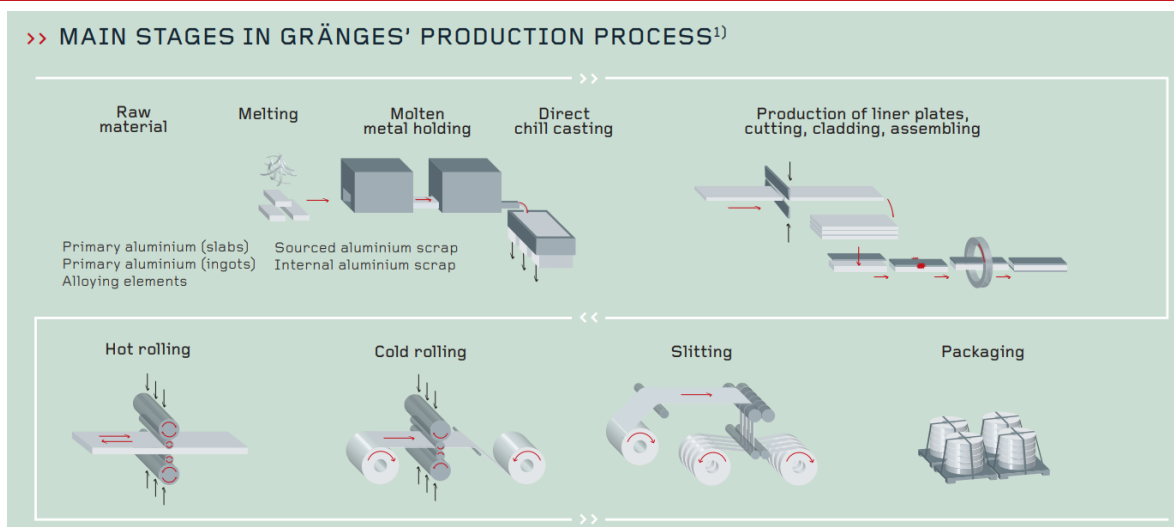 >> MAIN STAGES IN GRÄNGES' PRODUCTION PROCESS1)
>>
Raw
material
Melting
Molten
metal holding
Direct
chill casting
Production of liner plates,
cutting, cladding, assembling
Primary aluminium (slabs)
Primary aluminium (ingots)
Alloying elements
Sourced aluminium scrap
Internal aluminium scrap
<<
Hot rolling
Cold rolling
Slitting
Packaging
>>